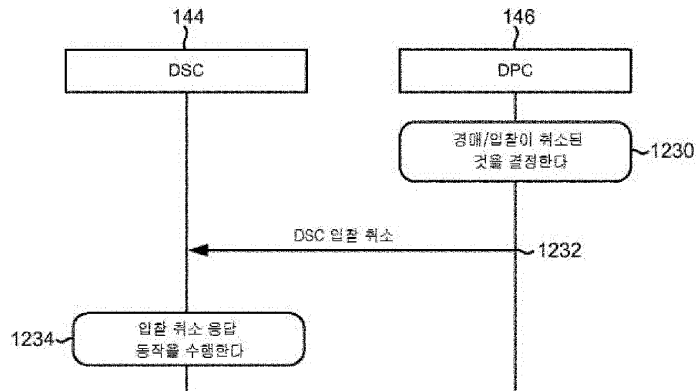 144
146
DSC
DPC
경매/입찰이 취소된
것을 결정한다
1230
DSC 입찰 취소
1232
1234
입찰 취소 응답
동작을 수행한다